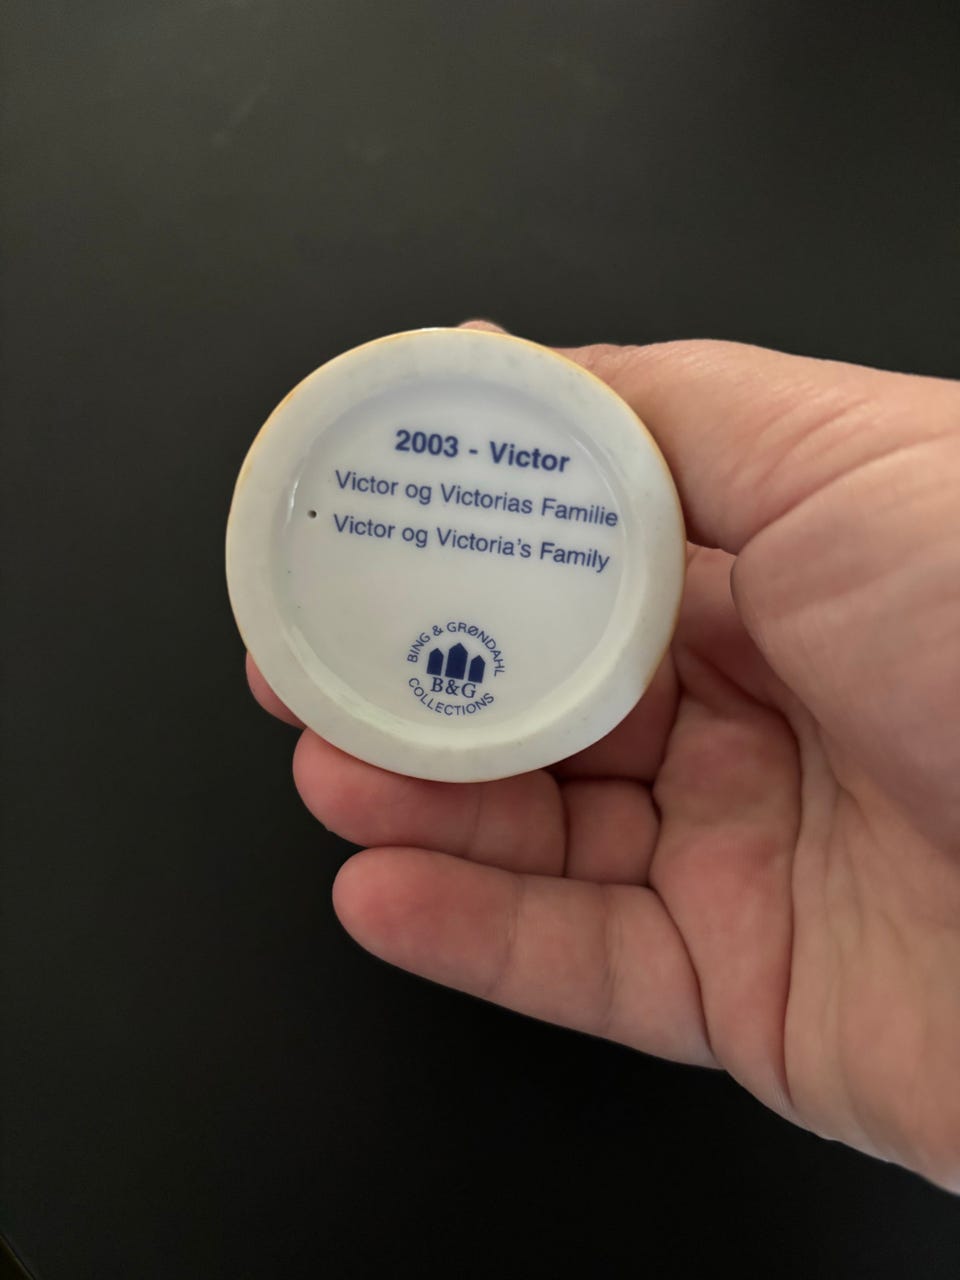 2003 - Victor
Victor og Victorias Familie
Victor og Victoria's Family
BING & GRØNDAHL
B&G
COLLECTIONS